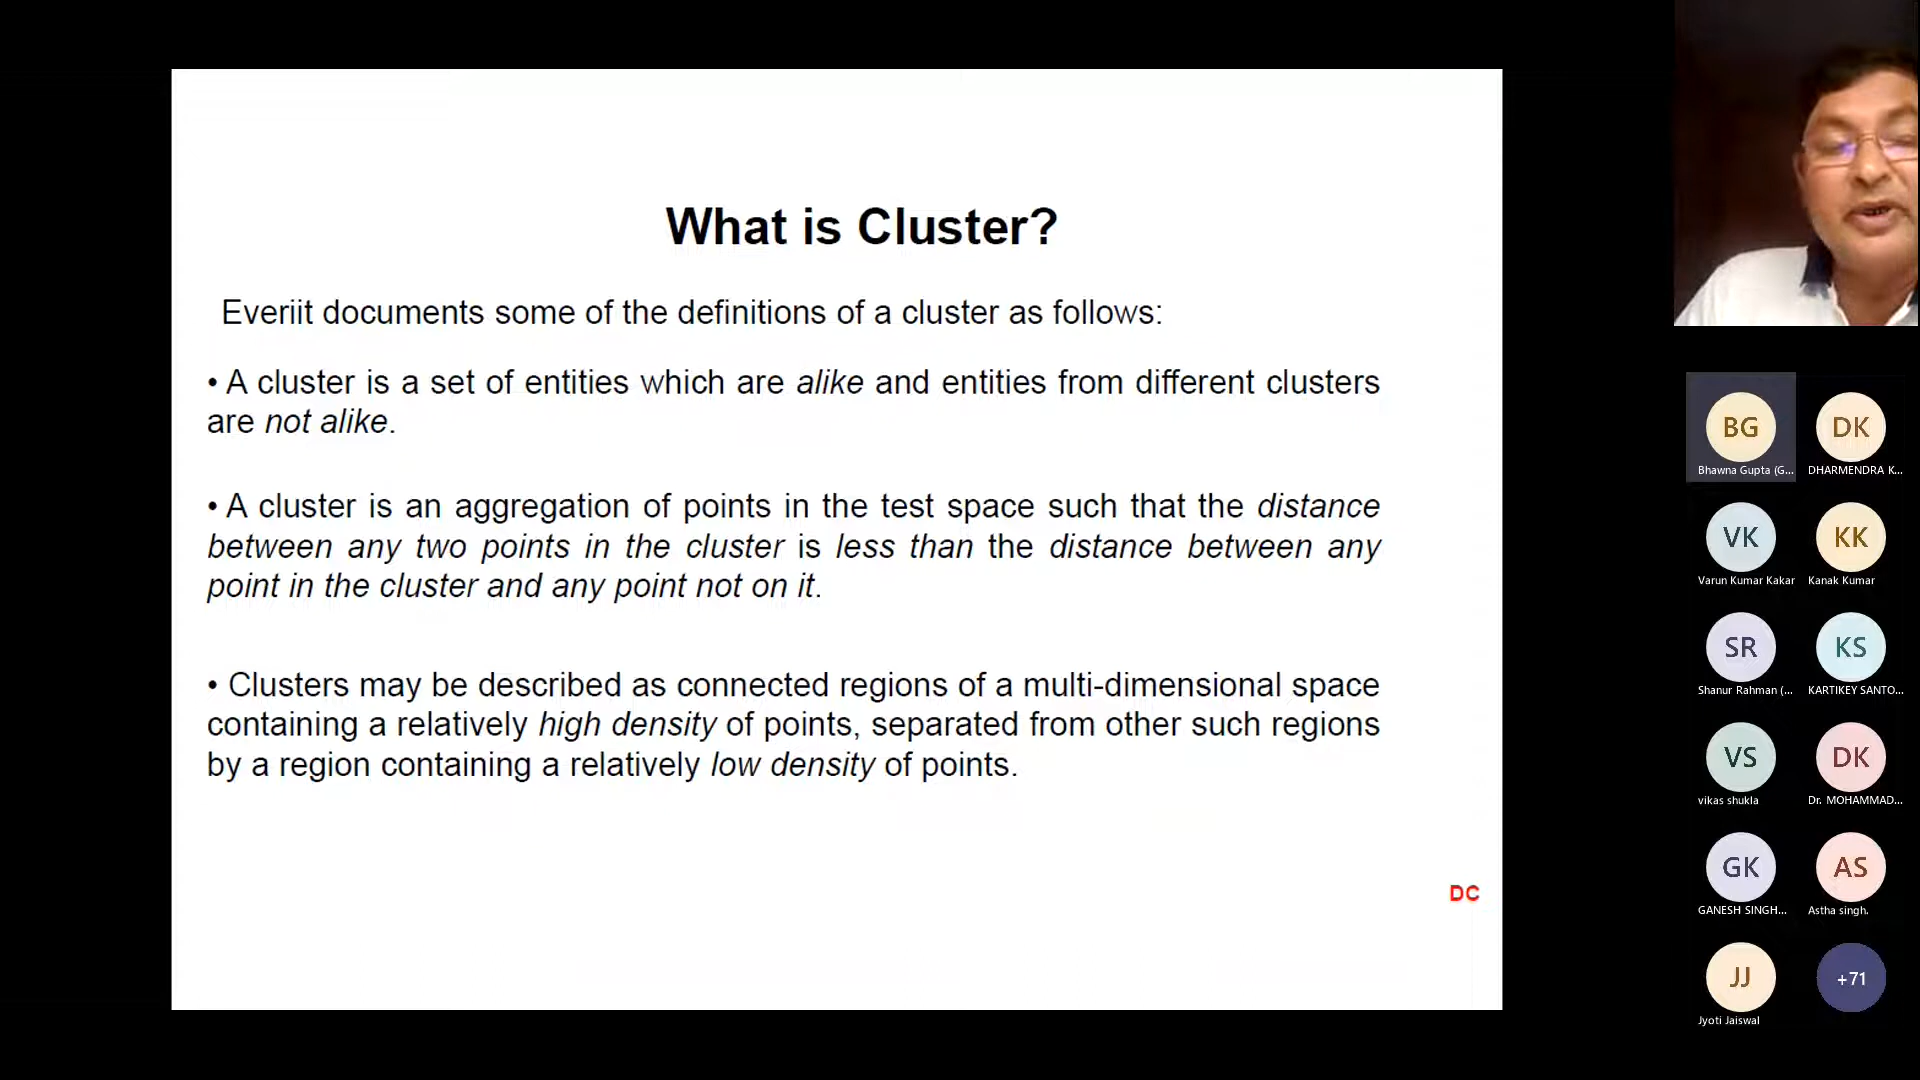 What is Cluster?
Everiit documents some of the definitions of a cluster as follows:
• A cluster is a set of entities which are alike and entities from different clusters
are not alike.
• A cluster is an aggregation of points in the test space such that the distance
between any two points in the cluster is less than the distance between any
point in the cluster and any point not on it.
• Clusters may be described as connected regions of a multi-dimensional space
containing a relatively high density of points, separated from other such regions
by a region containing a relatively low density of points.
DC
BG DK
Bhawna Gupta (G... DHARMENDRA K...
VK KK
Varun Kumar Kakar Kanak Kumar
SR KS
Shanur Rahman (... KARTIKEY SANTO...
VS DK
vikas shukla Dr. MOHAMMAD...
GK AS
GANESH SINGH... Astha singh.
JJ +71
Jyoti Jaiswal